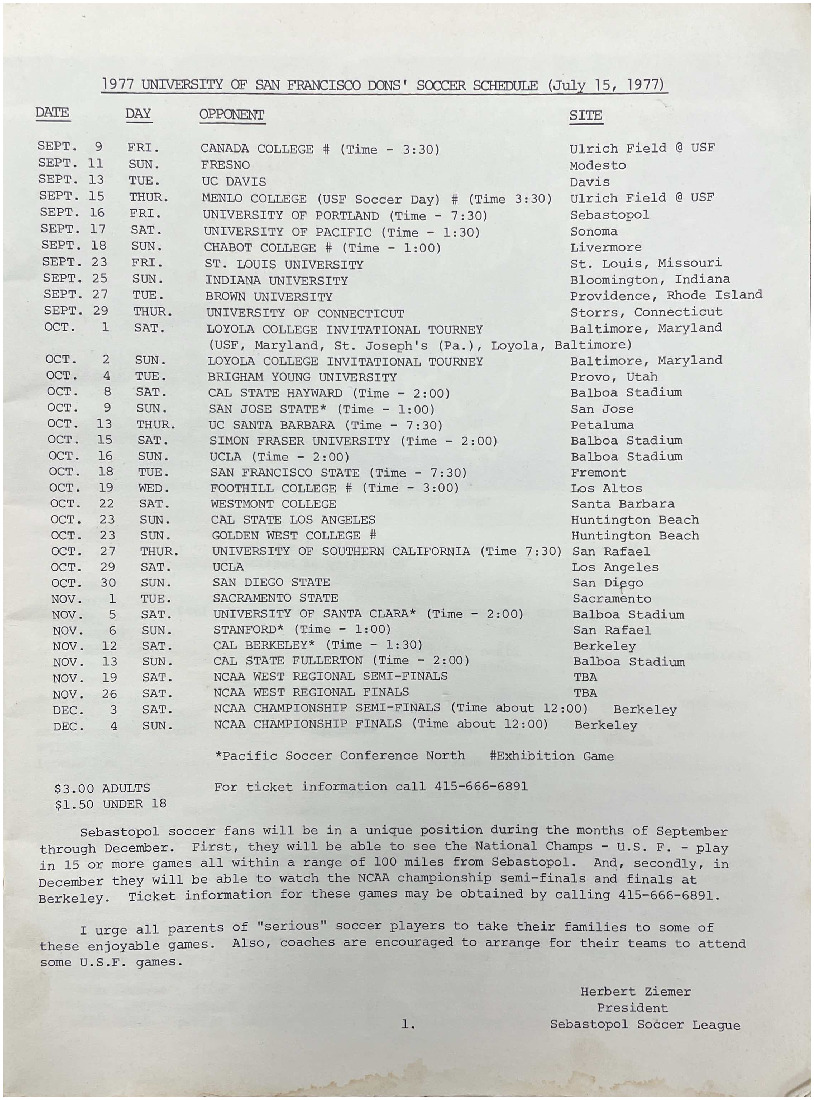 1977 UNIVERSITY OF SAN FRANCISCO DONS' SOCCER SCHEDULE (July 15, 1977)
DATE DAY OPPONENT SITE
SEPT. 9 FRI. CANADA COLLEGE # (Time - 3:30) Ulrich Field @ USF
SEPT. 11 SUN. FRESNO Modesto
SEPT. 13 TUE. UC DAVIS Davis
SEPT. 15 THUR. MENLO COLLEGE (USF Soccer Day) # (Time 3:30) Ulrich Field @ USF
SEPT. 16 FRI. UNIVERSITY OF PORTLAND (Time - 7:30) Sebastopol
SEPT. 17 SAT. UNIVERSITY OF PACIFIC (Time - 1:30) Sonoma
SEPT. 18 SUN. CHABOT COLLEGE # (Time - 1:00) Livermore
SEPT. 23 FRI. ST. LOUIS UNIVERSITY St. Louis, Missouri
SEPT. 25 SUN. INDIANA UNIVERSITY Bloomington, Indiana
SEPT. 27 TUE. BROWN UNIVERSITY Providence, Rhode Island
SEPT. 29 THUR. UNIVERSITY OF CONNECTICUT Storrs, Connecticut
OCT. 1 SAT. LOYOLA COLLEGE INVITATIONAL TOURNEY Baltimore, Maryland
(USF, Maryland, St. Joseph's (Pa.), Loyola, Baltimore)
OCT. 2 SUN. LOYOLA COLLEGE INVITATIONAL TOURNEY Baltimore, Maryland
OCT. 4 TUE. BRIGHAM YOUNG UNIVERSITY Provo, Utah
OCT. 8 SAT. CAL STATE HAYWARD (Time - 2:00) Balboa Stadium
OCT. 9 SUN. SAN JOSE STATE* (Time - 1:00) San Jose
OCT. 13 THUR. UC SANTA BARBARA (Time - 7:30) Petaluma
OCT. 15 SAT. SIMON FRASER UNIVERSITY (Time - 2:00) Balboa Stadium
OCT. 16 SUN. UCLA (Time - 2:00) Balboa Stadium
OCT. 18 TUE. SAN FRANCISCO STATE (Time - 7:30) Fremont
OCT. 19 WED. FOOTHILL COLLEGE # (Time - 3:00) Los Altos
OCT. 22 SAT. WESTMONT COLLEGE Santa Barbara
OCT. 23 SUN. CAL STATE LOS ANGELES Huntington Beach
OCT. 23 SUN. GOLDEN WEST COLLEGE # Huntington Beach
OCT. 27 THUR. UNIVERSITY OF SOUTHERN CALIFORNIA (Time 7:30) San Rafael
OCT. 29 SAT. UCLA Los Angeles
OCT. 30 SUN. SAN DIEGO STATE San Diego
NOV. 1 TUE. SACRAMENTO STATE Sacramento
NOV. 5 SAT. UNIVERSITY OF SANTA CLARA* (Time - 2:00) Balboa Stadium
NOV. 6 SUN. STANFORD* (Time - 1:00) San Rafael
NOV. 12 SAT. CAL BERKELEY* (Time - 1:30) Berkeley
NOV. 13 SUN. CAL STATE FULLERTON (Time - 2:00) Balboa Stadium
NOV. 19 SAT. NCAA WEST REGIONAL SEMI-FINALS TBA
NOV. 26 SAT. NCAA WEST REGIONAL FINALS TBA
DEC. 3 SAT. NCAA CHAMPIONSHIP SEMI-FINALS (Time about 12:00) Berkeley
DEC. 4 SUN. NCAA CHAMPIONSHIP FINALS (Time about 12:00) Berkeley
*Pacific Soccer Conference North #Exhibition Game
$3.00 ADULTS For ticket information call 415-666-6891
$1.50 UNDER 18
Sebastopol soccer fans will be in a unique position during the months of September
through December. First, they will be able to see the National Champs - U.S. F. - play
in 15 or more games all within a range of 100 miles from Sebastopol. And, secondly, in
December they will be able to watch the NCAA championship semi-finals and finals at
Berkeley. Ticket information for these games may be obtained by calling 415-666-6891.
I urge all parents of "serious" soccer players to take their families to some of
these enjoyable games. Also, coaches are encouraged to arrange for their teams to attend
some U.S.F. games.
Herbert Ziemer
President
1. Sebastopol Soccer League